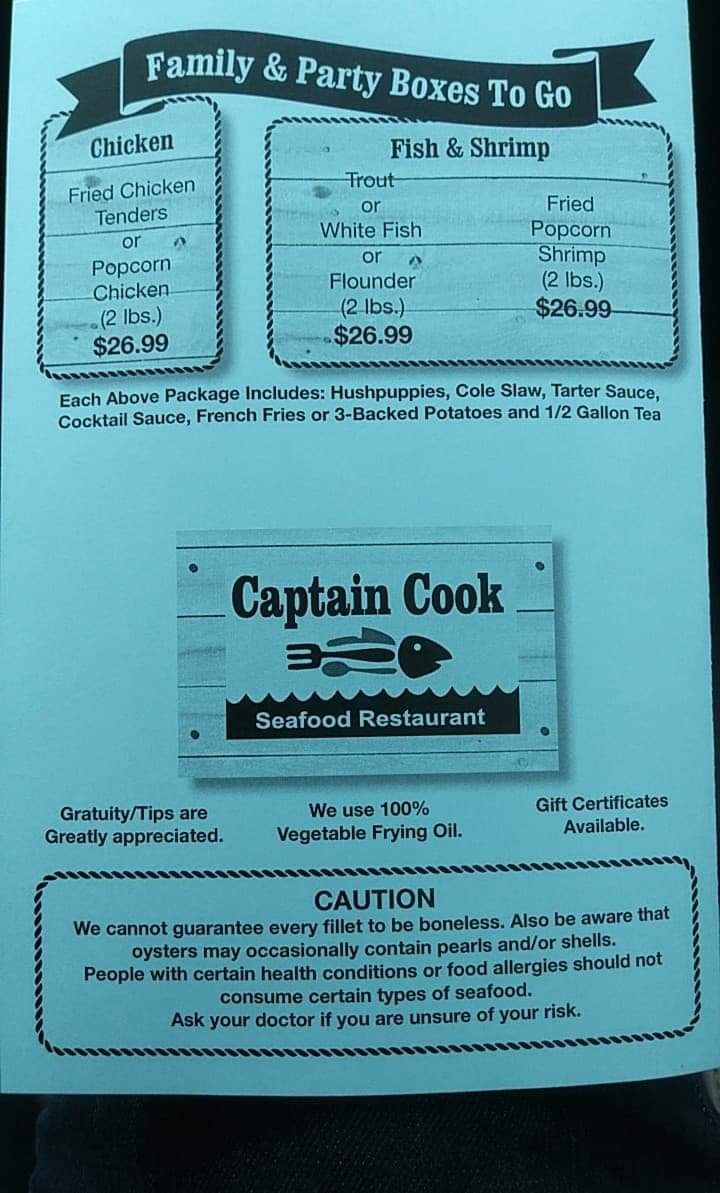 Family & Party Boxes To Go
Chicken
Fried Chicken
Tenders
or
Popcorn
Chicken
(2 lbs.)
$26.99
Fish & Shrimp
Trout
or
White Fish
or
Flounder
(2 lbs.)
$26.99
Fried
Popcorn
Shrimp
(2 lbs.)
$26.99
Each Above Package Includes: Hushpuppies, Cole Slaw, Tarter Sauce,
Cocktail Sauce, French Fries or 3-Backed Potatoes and 1/2 Gallon Tea
Captain Cook
Seafood Restaurant
Gratuity/Tips are
Greatly appreciated.
We use 100%
Vegetable Frying Oil.
Gift Certificates
Available.
CAUTION
We cannot guarantee every fillet to be boneless. Also be aware that
oysters may occasionally contain pearls and/or shells.
People with certain health conditions or food allergies should not
consume certain types of seafood.
Ask your doctor if you are unsure of your risk.